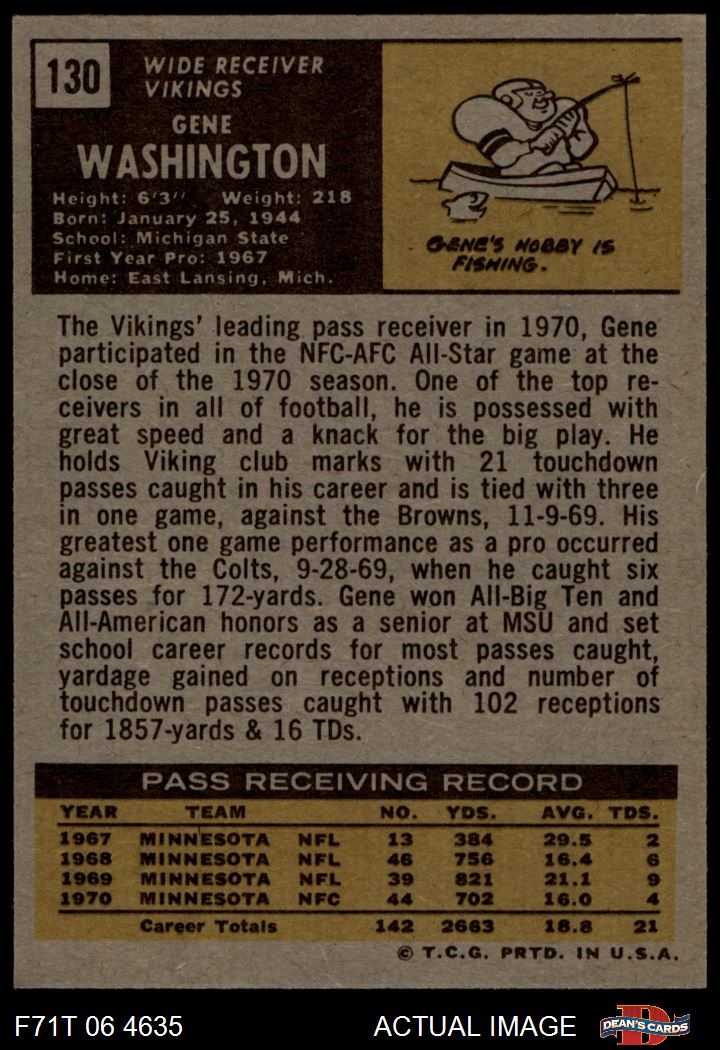 130
WIDE RECEIVER
VIKINGS
GENE
WASHINGTON
Height: 6'3" Weight: 218
Born: January 25, 1944
School: Michigan State
First Year Pro: 1967
Home: East Lansing, Mich.
GENE'S HOBBY IS
FISHING.
The Vikings' leading pass receiver in 1970, Gene
participated in the NFC-AFC All-Star game at the
close of the 1970 season. One of the top re-
ceivers in all of football, he is possessed with
great speed and a knack for the big play. He
holds Viking club marks with 21 touchdown
passes caught in his career and is tied with three
in one game, against the Browns, 11-9-69. His
greatest one game performance as a pro occurred
against the Colts, 9-28-69, when he caught six
passes for 172-yards. Gene won All-Big Ten and
All-American honors as a senior at MSU and set
school career records for most passes caught,
yardage gained on receptions and number of
touchdown passes caught with 102 receptions
for 1857-yards & 16 TDs.
PASS RECEIVING RECORD
YEAR TEAM NO. YDS. AVG. TDS.
1967 MINNESOTA NFL 13 384 29.5 2
1968 MINNESOTA NFL 46 756 16.4 6
1969 MINNESOTA NFL 39 821 21.1 9
1970 MINNESOTA NFC 44 702 16.0 4
Career Totals 142 2663 18.8 21
© T.C.G. PRTD. IN U.S.A.
F71T 06 4635 ACTUAL IMAGE
DEAN'S CARDS